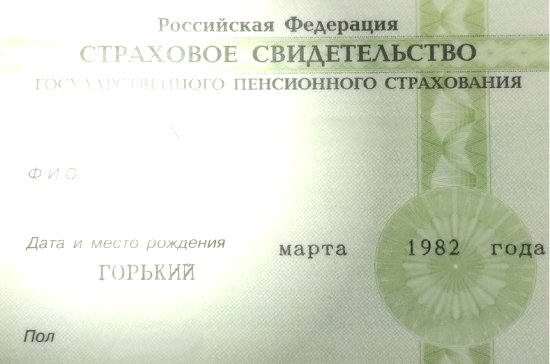 Российская Федерация
СТРАХОВОЕ СВИДЕТЕЛЬСТВО
ГОСУДАРСТВЕННОГО ПЕНСИОННОГО СТРАХОВАНИЯ
№
Ф.И.О.
Дата и место рождения марта 1982 года
ГОРЬКИЙ
Пол